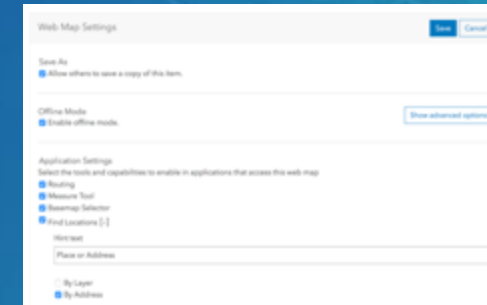 Web Map Settings
Save
Cancel
Save As
Allow others to save a copy of this item.
Offline Mode
Enable offline mode.
Show advanced options
Application Settings
Select the tools and capabilities to enable in applications that access this web map
Routing
Measure Tool
Basemap Selector
Find Locations [-]
Hint text
Place or Address
By Layer
By Address